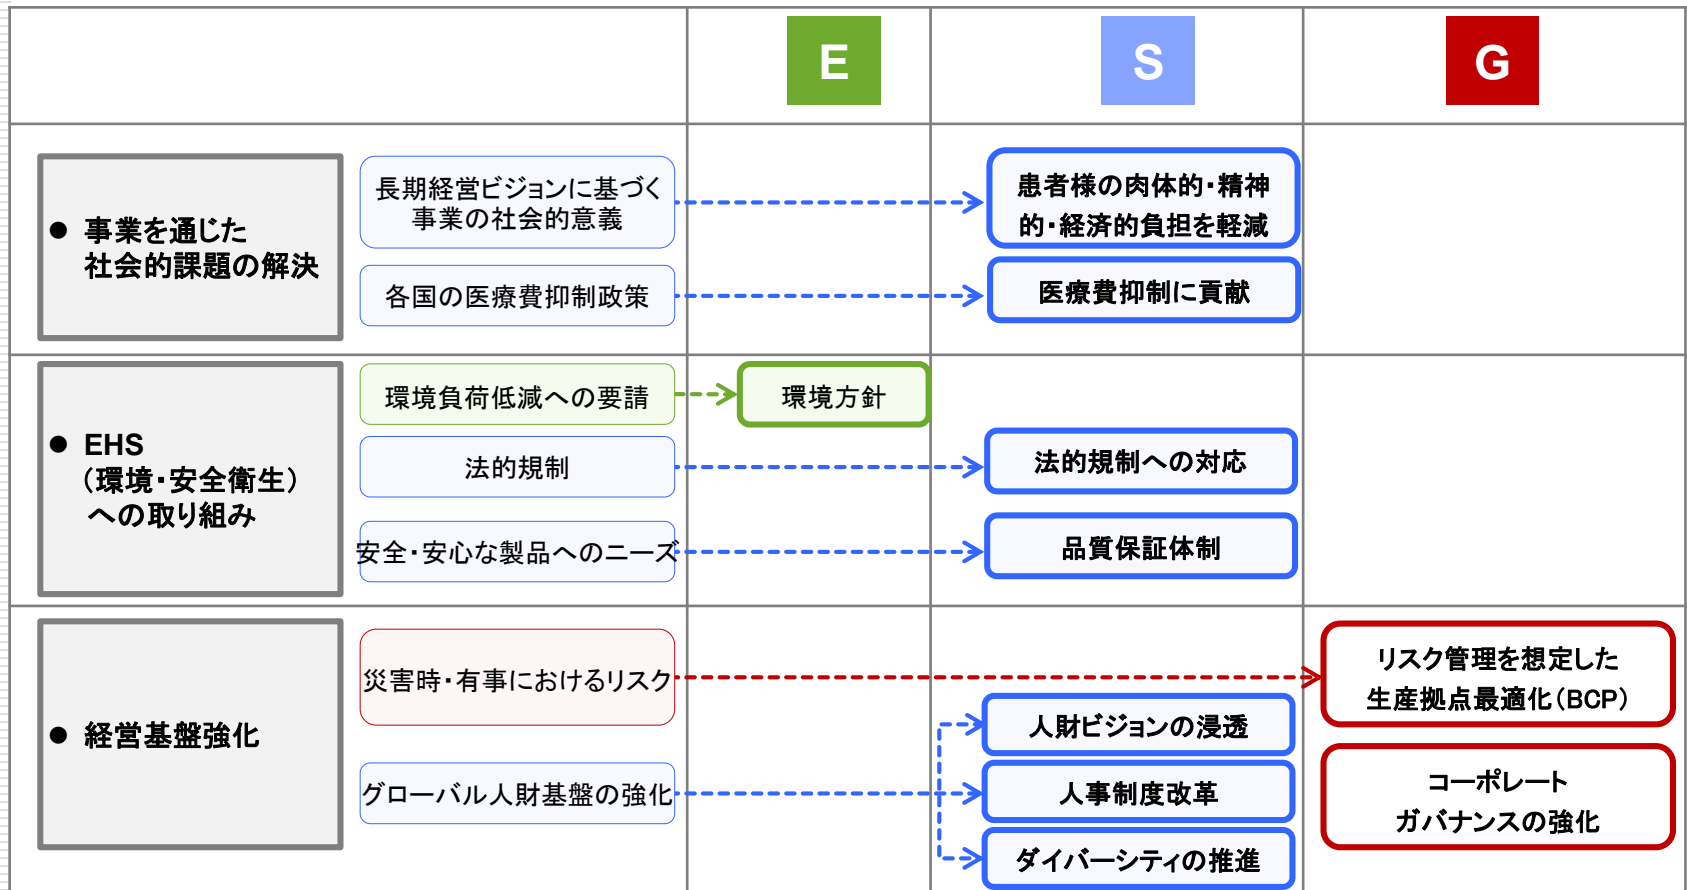 E
S
G
● 事業を通じた
社会的課題の解決
長期経営ビジョンに基づく
事業の社会的意義
患者様の肉体的・精神
的・経済的負担を軽減
各国の医療費抑制政策
医療費抑制に貢献
● EHS
（環境・安全衛生）
への取り組み
環境負荷低減への要請
環境方針
法的規制
法的規制への対応
安全・安心な製品へのニーズ
品質保証体制
● 経営基盤強化
災害時・有事におけるリスク
リスク管理を想定した
生産拠点最適化（BCP）
グローバル人財基盤の強化
人財ビジョンの浸透
人事制度改革
ダイバーシティの推進
コーポレート
ガバナンスの強化